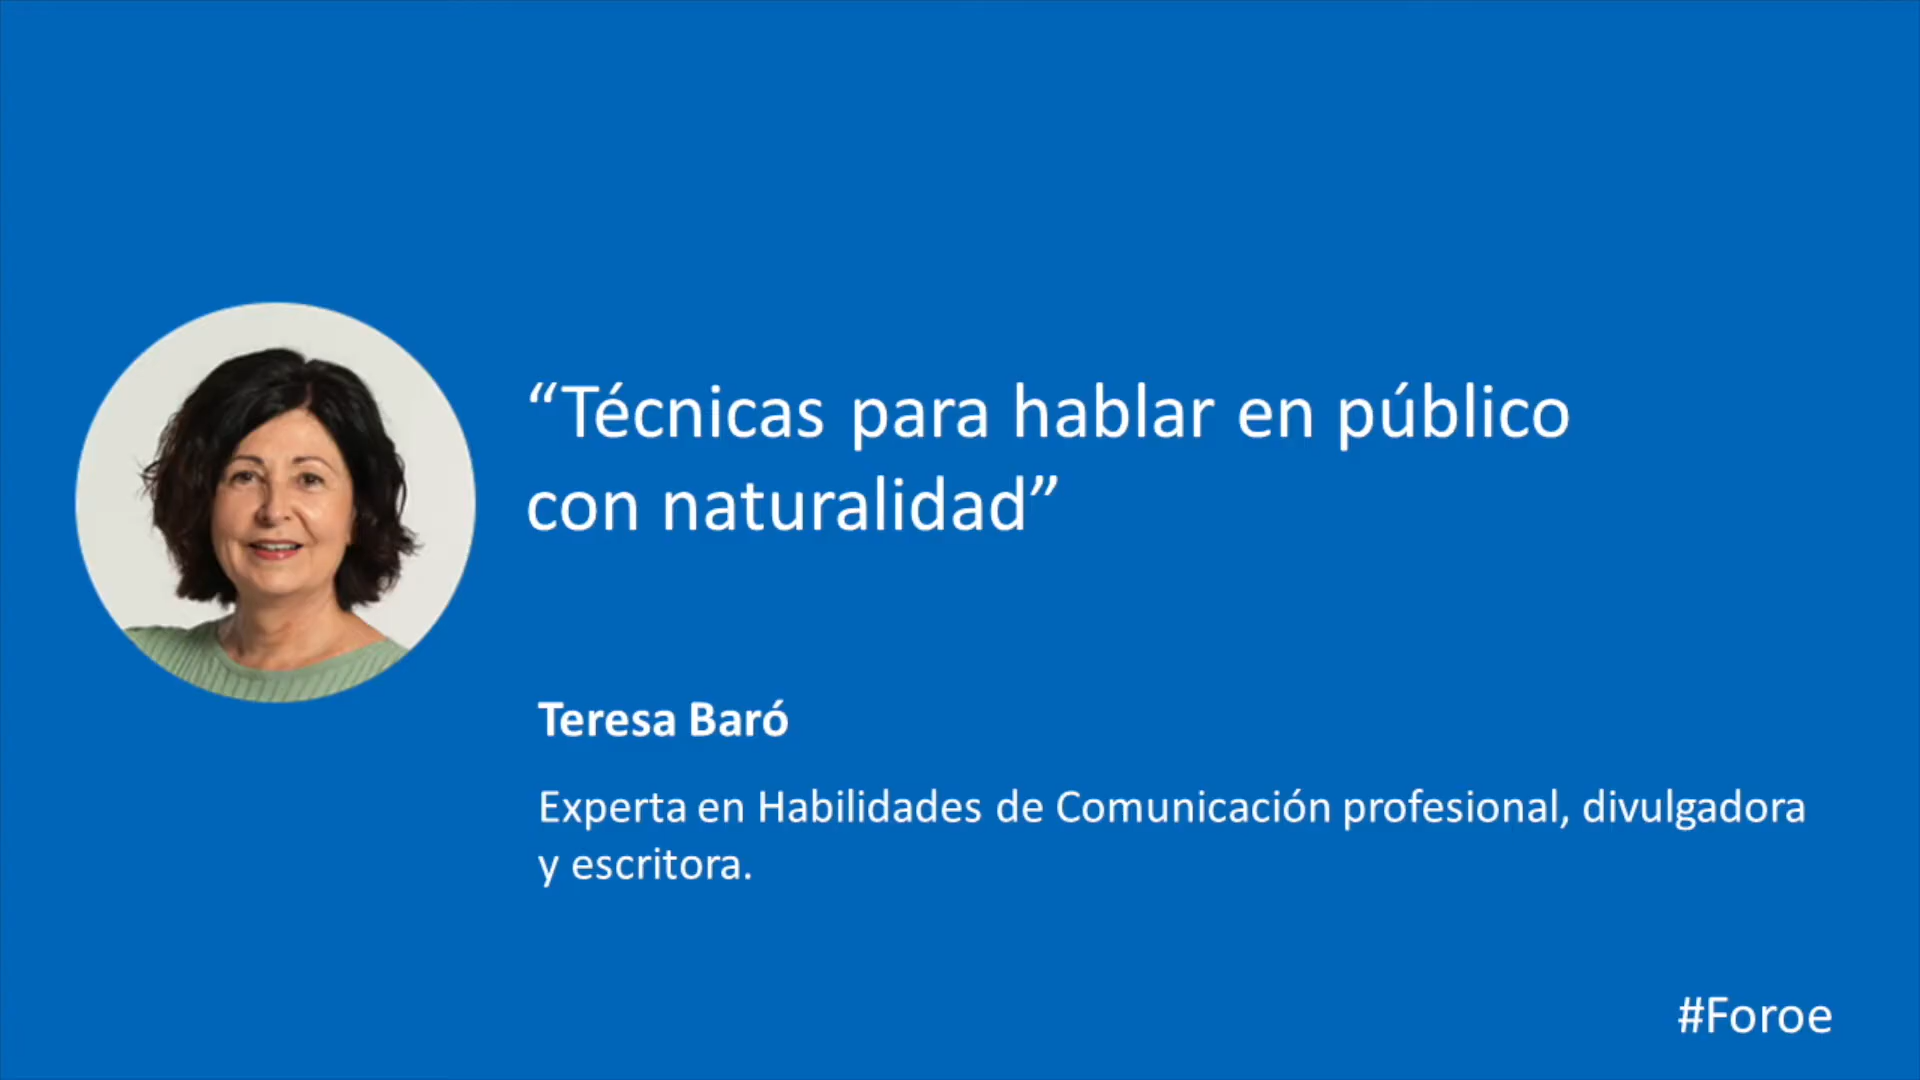 “Técnicas para hablar en público
con naturalidad”
Teresa Baró
Experta en Habilidades de Comunicación profesional, divulgadora
y escritora.
#Foroe